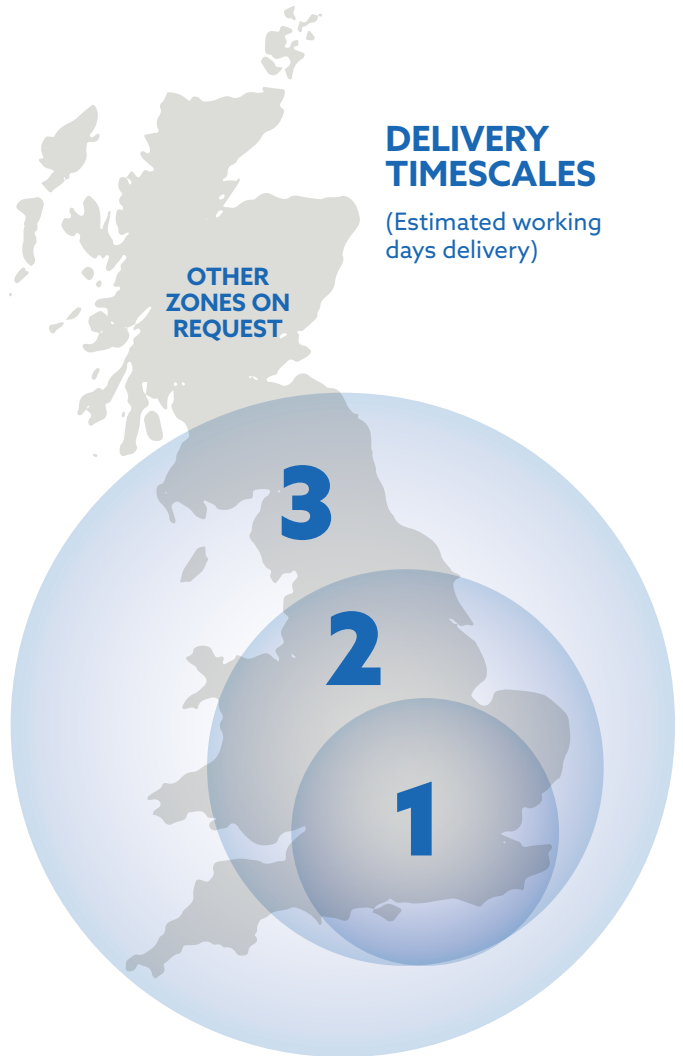 DELIVERY
TIMESCALES
(Estimated working
days delivery)
OTHER
ZONES ON
REQUEST
3
2
1